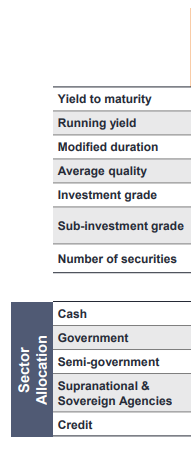 Yield to maturity
Running yield
Modified duration
Average quality
Investment grade
Sub-investment grade
Number of securities
Sector
Allocation
Cash
Government
Semi-government
Supranational &
Sovereign Agencies
Credit